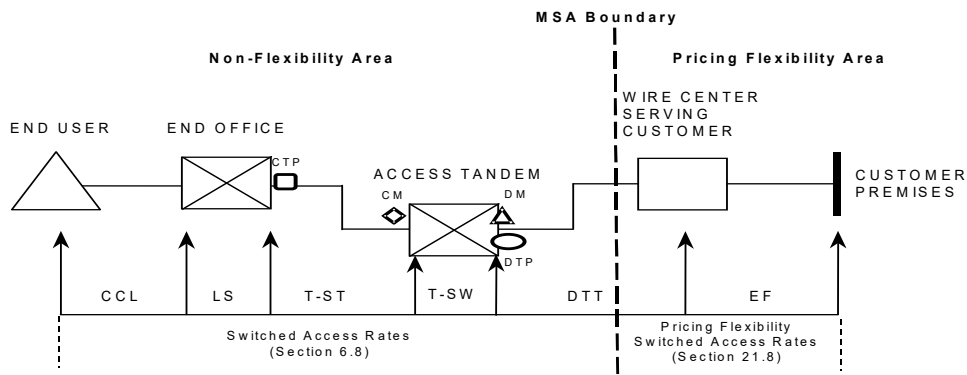 MSA Boundary
Non-Flexibility Area
Pricing Flexibility Area
WIRE CENTER
SERVING
CUSTOMER
END USER
END OFFICE
CTP
ACCESS TANDEM
CM
DM
CUSTOMER
PREMISES
DTP
CCL
LS
T-ST
T-SW
DTT
EF
Switched Access Rates
(Section 6.8)
Pricing Flexibility
Switched Access Rates
(Section 21.8)